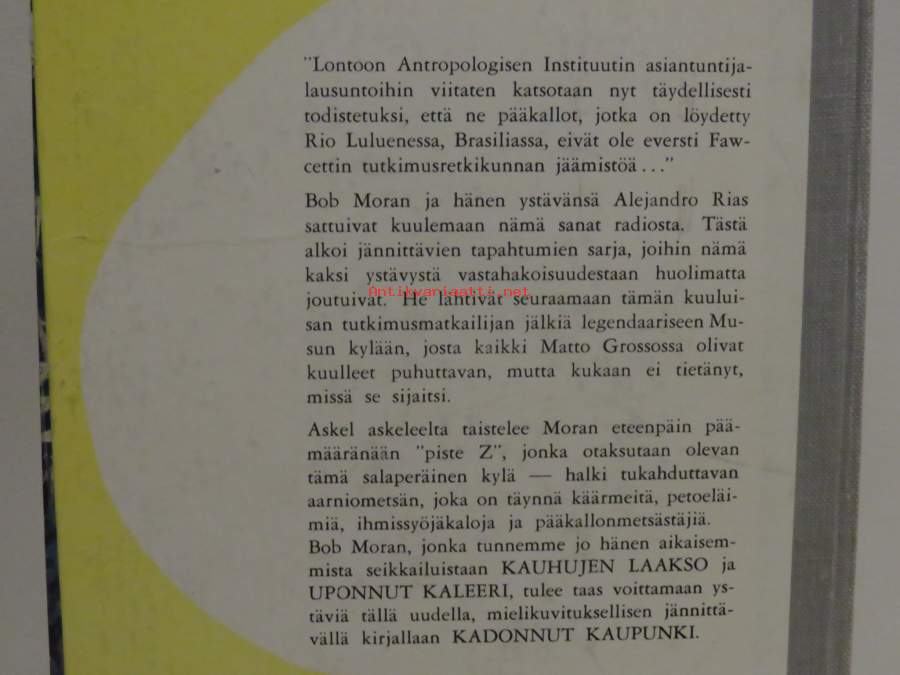 "Lontoon Antropologisen Instituutin asiantuntija-
lausuntoihin viitaten katsotaan nyt täydellisesti
todistetuksi, että ne pääkallot, jotka on löydetty
Rio Luluenessa, Brasiliassa, eivät ole eversti Faw-
cettin tutkimusretkikunnan jäämistöä..."
Bob Moran ja hänen ystävänsä Alejandro Rias
sattuivat kuulemaan nämä sanat radiosta. Tästä
alkoi jännittävien tapahtumien sarja, joihin nämä
kaksi ystävystä vastahakoisuudestaan huolimatta
Antikvariaatti.net
joutuivat. He lähtivät seuraamaan tämän kuului-
san tutkimusmatkailijan jälkiä legendaariseen Mu-
sun kylään, josta kaikki Matto Grossossa olivat
kuulleet puhuttavan, mutta kukaan ei tietänyt,
missä se sijaitsi.
Askel askeleelta taistelee Moran eteenpäin pää-
määränään "piste Z", jonka otaksutaan olevan
tämä salaperäinen kylä — halki tukahduttavan
aarniometsän, joka on täynnä käärmeitä, petoeläi-
miä, ihmissyöjäkaloja ja pääkallonmetsästäjiä.
Bob Moran, jonka tunnemme jo hänen aikaisem-
mista seikkailuistaan KAUHUJEN LAAKSO ja
UPONNUT KALEERI, tulee taas voittamaan ys-
täviä tällä uudella, mielikuvituksellisen jännittä-
vällä kirjallaan KADONNUT KAUPUNKI.